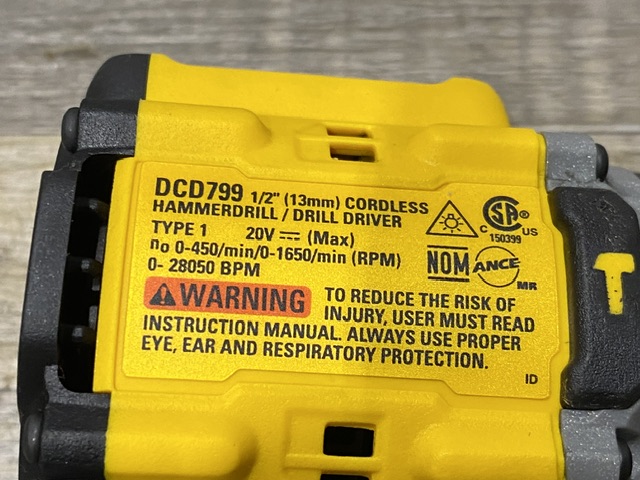 DCD799 1/2" (13mm) CORDLESS
HAMMERDRILL / DRILL DRIVER
TYPE 1 20V ⎓ (Max)
no 0-450/min/0-1650/min (RPM)
0- 28050 BPM
C SA US
150399
NOM ANCE
MR
WARNING TO REDUCE THE RISK OF
INJURY, USER MUST READ
INSTRUCTION MANUAL. ALWAYS USE PROPER
EYE, EAR AND RESPIRATORY PROTECTION.
ID